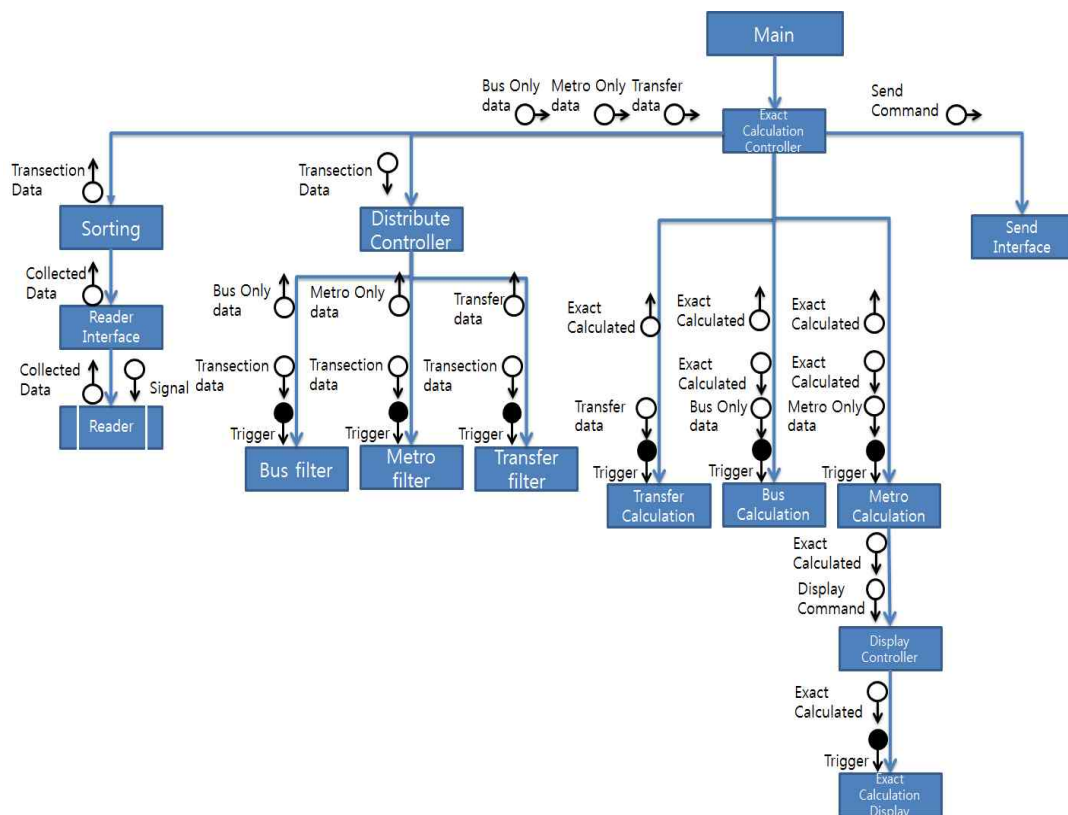 Main
Bus Only
data
Metro Only
data
Transfer
data
Send
Command
Exact
Calculation
Controller
Transection
Data
Transection
Data
Sorting
Distribute
Controller
Send
Interface
Collected
Data
Bus Only
data
Metro Only
data
Transfer
data
Exact
Calculated
Exact
Calculated
Exact
Calculated
Reader
Interface
Collected
Data
Signal
Transection
data
Transection
data
Transection
data
Exact
Calculated
Exact
Calculated
Reader
Transfer
data
Bus Only
data
Metro Only
data
Trigger
Trigger
Trigger
Bus filter
Metro
filter
Transfer
filter
Trigger
Trigger
Trigger
Transfer
Calculation
Bus
Calculation
Metro
Calculation
Exact
Calculated
Display
Command
Display
Controller
Exact
Calculated
Trigger
Exact
Calculation
Display